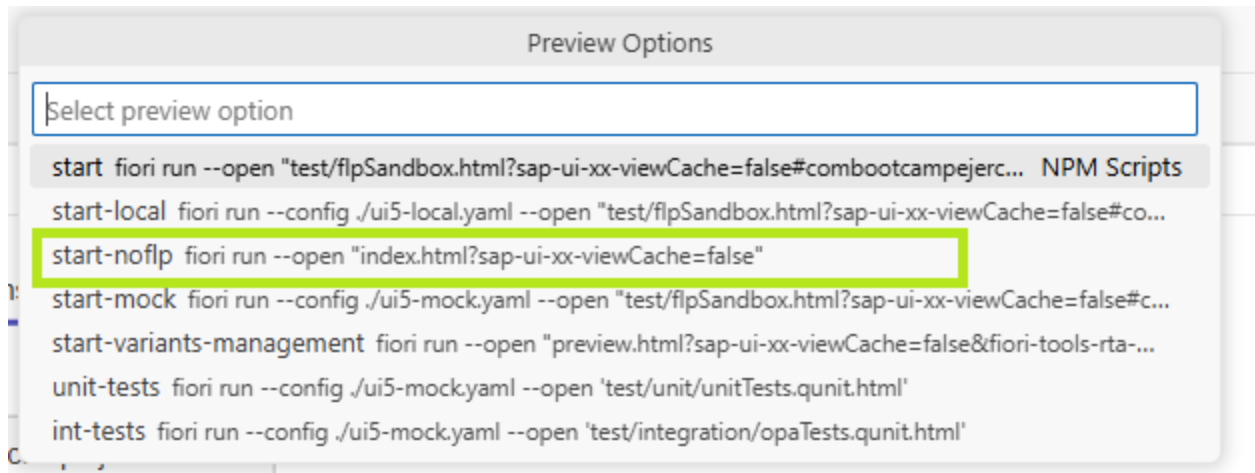 Preview Options
Select preview option
start fiori run --open "test/flpSandbox.html?sap-ui-xx-viewCache=false#combootcampejerc... NPM Scripts
start-local fiori run --config ./ui5-local.yaml --open "test/flpSandbox.html?sap-ui-xx-viewCache=false#co...
start-noflp fiori run --open "index.html?sap-ui-xx-viewCache=false"
start-mock fiori run --config ./ui5-mock.yaml --open "test/flpSandbox.html?sap-ui-xx-viewCache=false#c...
start-variants-management fiori run --open "preview.html?sap-ui-xx-viewCache=false&fiori-tools-rta-...
unit-tests fiori run --config ./ui5-mock.yaml --open 'test/unit/unitTests.qunit.html'
int-tests fiori run --config ./ui5-mock.yaml --open 'test/integration/opaTests.qunit.html'